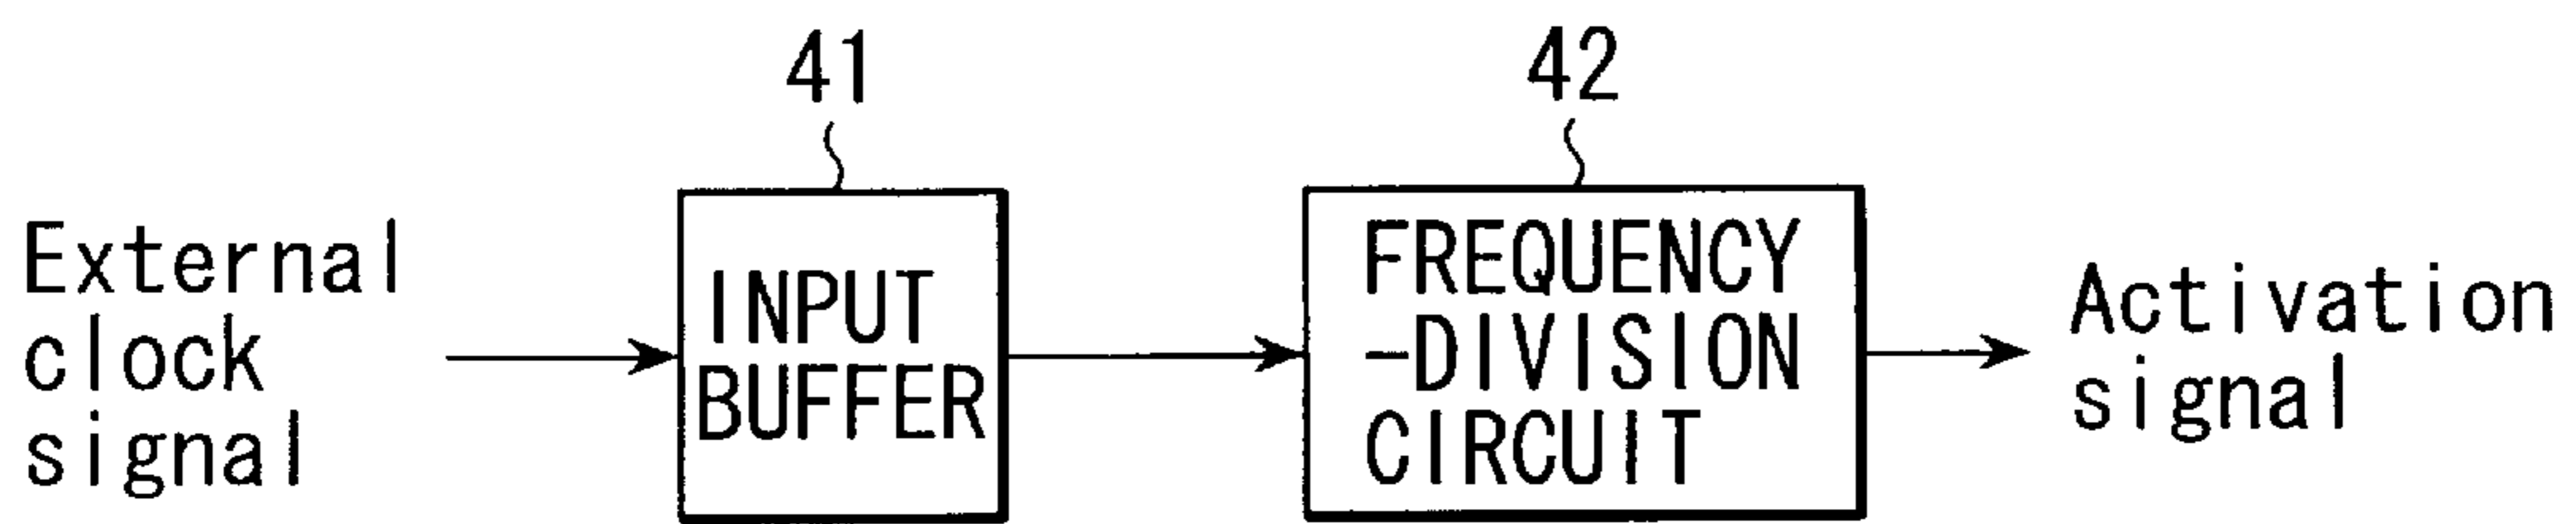 41
42
External
clock
signal
INPUT
BUFFER
FREQUENCY
-DIVISION
CIRCUIT
Activation
signal